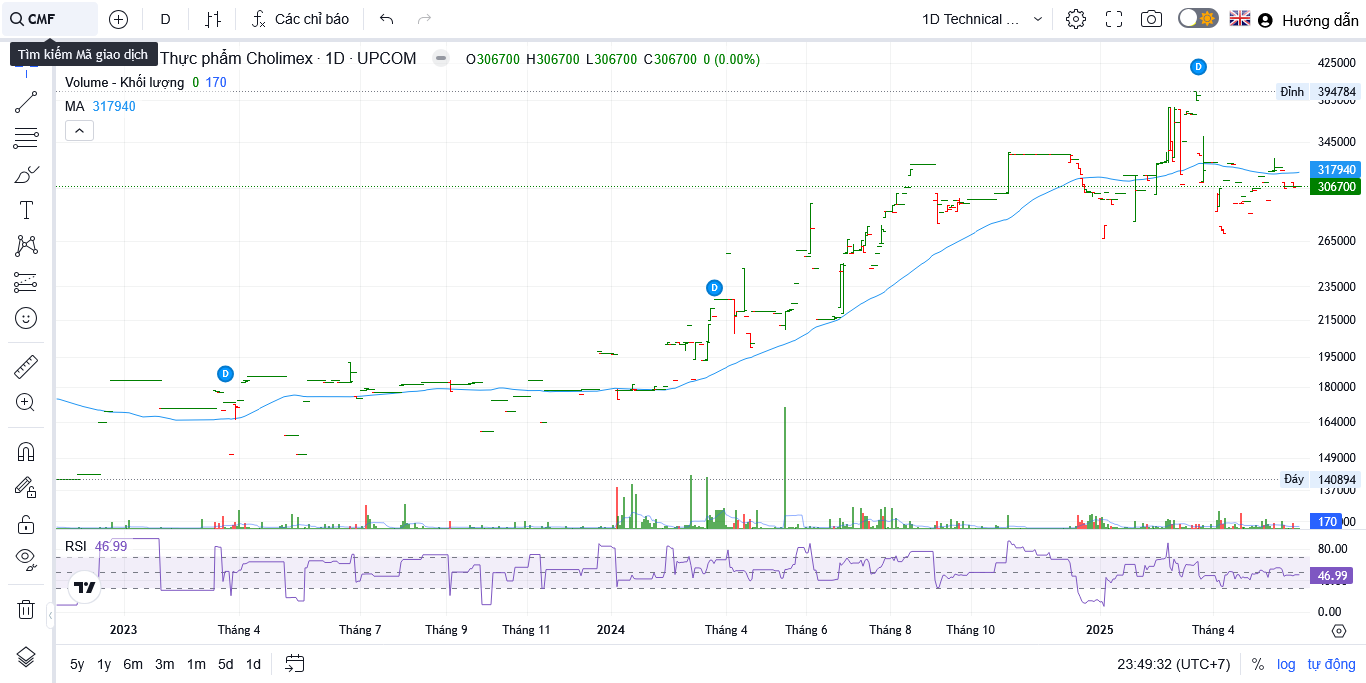 CMF
D
Các chỉ báo
1D Technical ...
Hướng dẫn
Tìm kiếm Mã giao dịch
Thực phẩm Cholimex · 1D · UPCOM
O306700 H306700 L306700 C306700 0 (0.00%)
Volume - Khối lượng 0 170
MA 317940
425000
Đỉnh 394784
385000
345000
317940
306700
265000
235000
215000
195000
180000
164000
149000
Đáy 140894
137000
170
D
D
D
RSI 46.99
80.00
46.99
0.00
2023
Tháng 4
Tháng 7
Tháng 9
Tháng 11
2024
Tháng 4
Tháng 6
Tháng 8
Tháng 10
2025
Tháng 4
5y 1y 6m 3m 1m 5d 1d
23:49:32 (UTC+7)
% log tự động